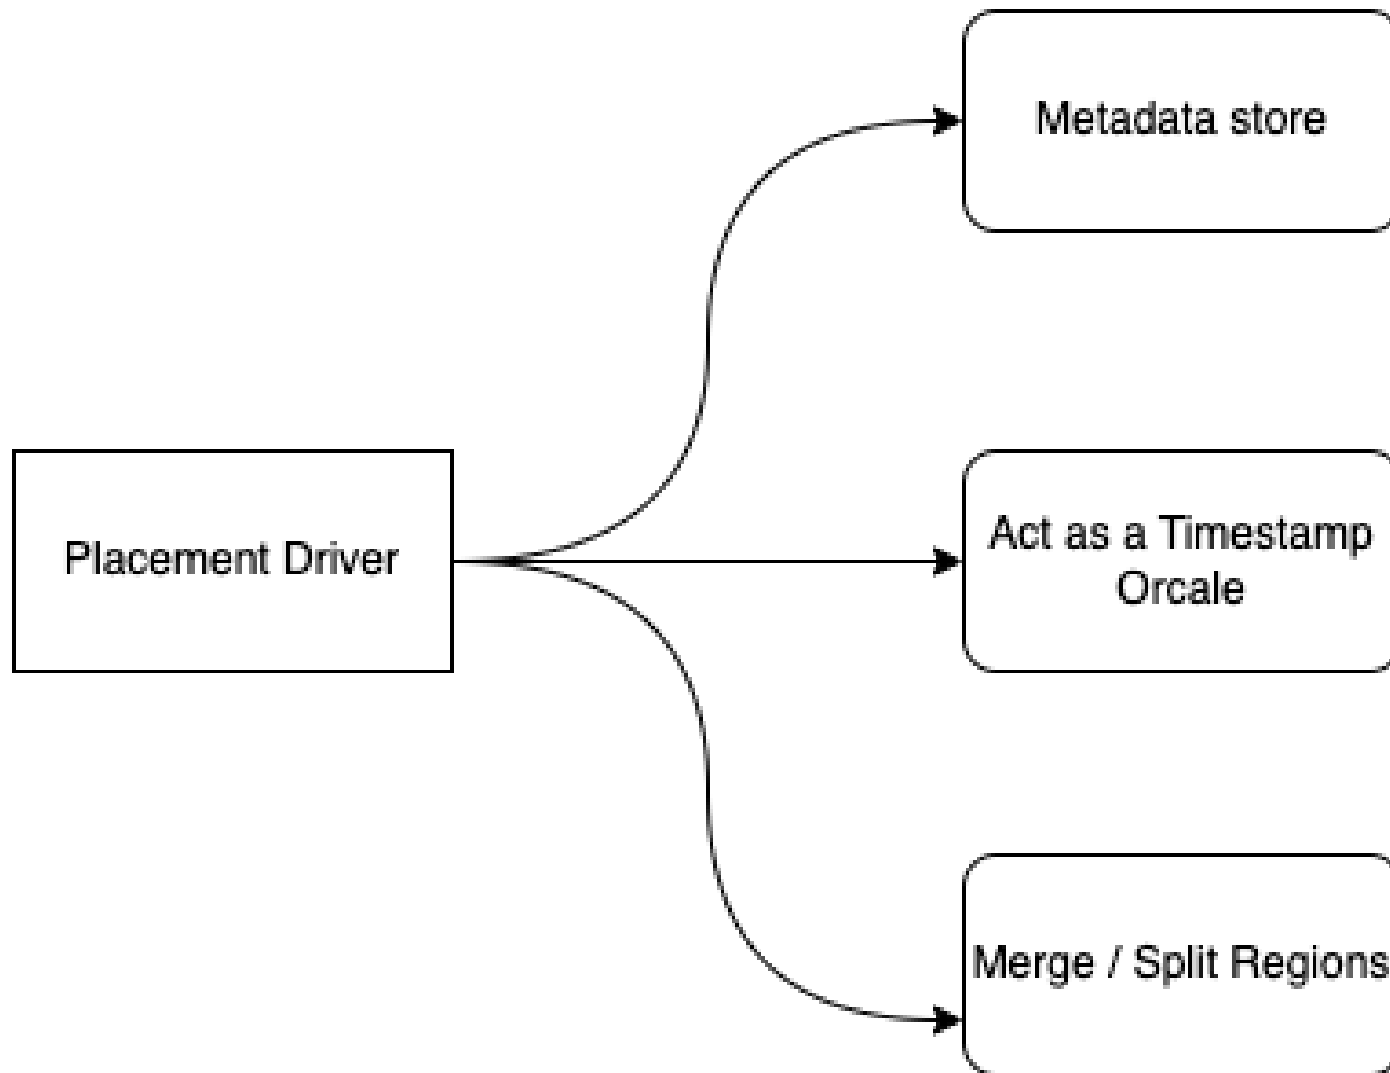 Metadata store
Placement Driver
Act as a Timestamp
Orcale
Merge / Split Regions